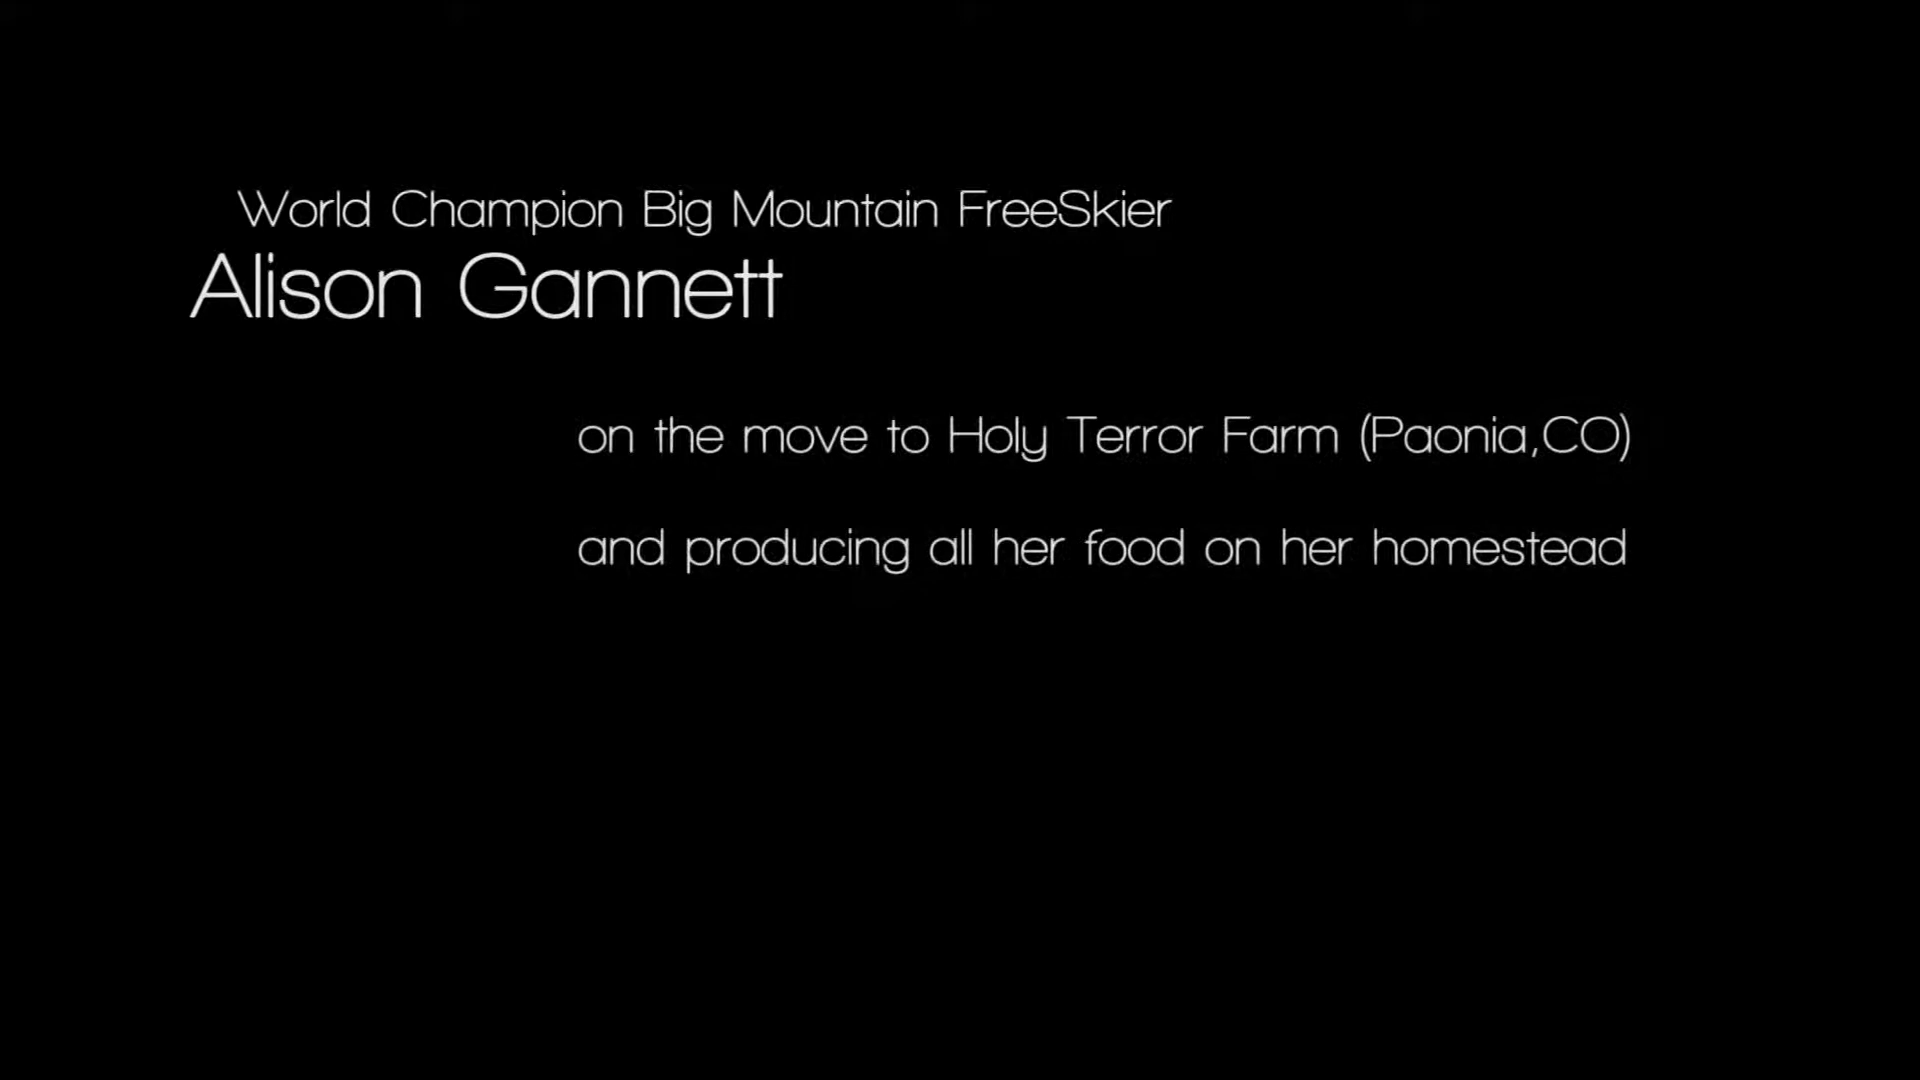 World Champion Big Mountain FreeSkier
Alison Gannett
on the move to Holy Terror Farm (Paonia,CO)
and producing all her food on her homestead